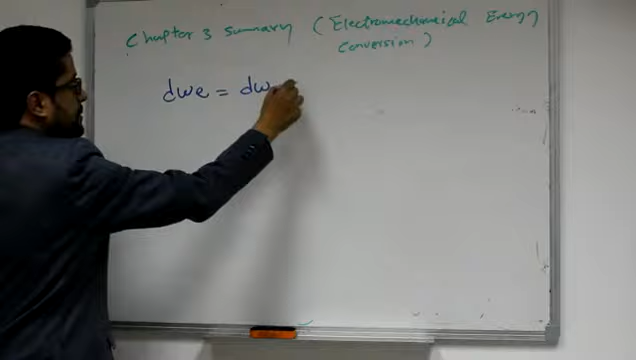 Chapter 3 summary (Electromechanical Energy
conversion)
dwe = dw